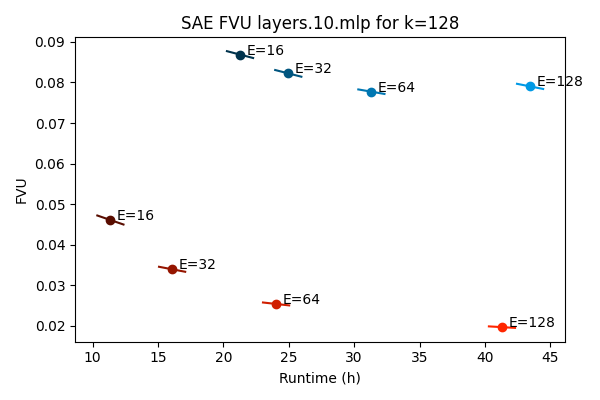 SAE FVU layers.10.mlp for k=128
0.09
0.08
0.07
0.06
0.05
0.04
0.03
0.02
FVU
E=16
E=32
E=64
E=128
E=16
E=32
E=64
E=128
10 15 20 25 30 35 40 45
Runtime (h)